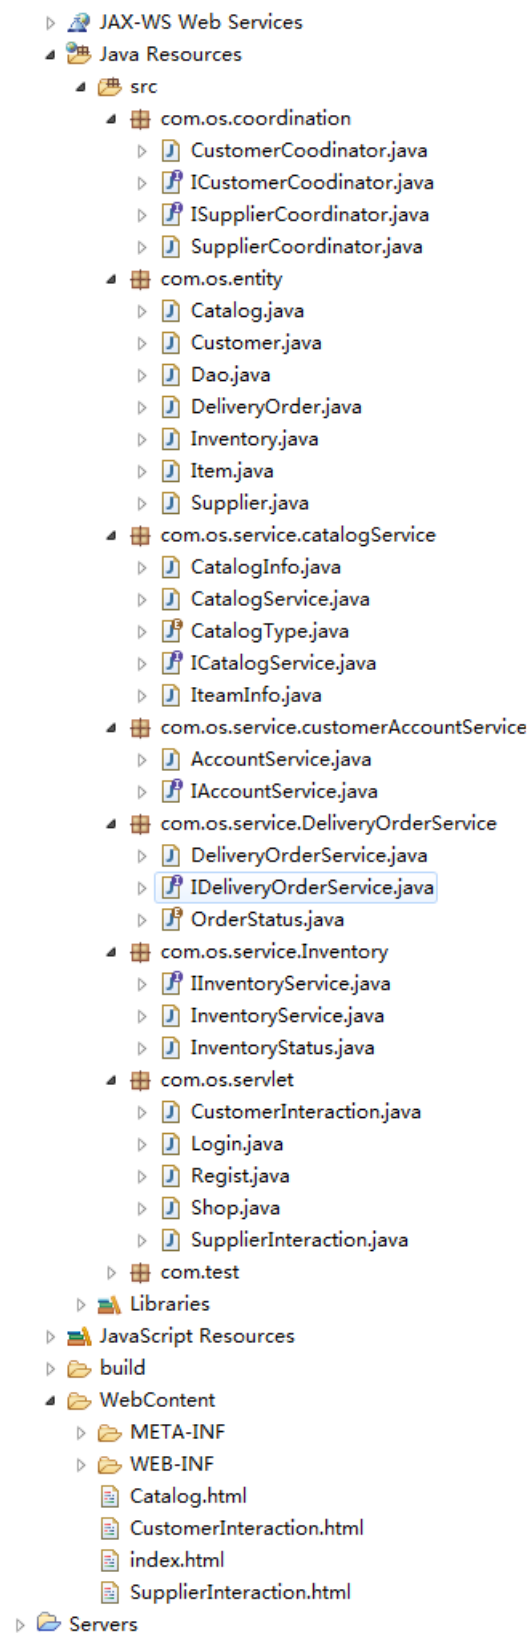 JAX-WS Web Services
Java Resources
src
com.os.coordination
CustomerCoodinator.java
ICustomerCoodinator.java
ISupplierCoordinator.java
SupplierCoordinator.java
com.os.entity
Catalog.java
Customer.java
Dao.java
DeliveryOrder.java
Inventory.java
Item.java
Supplier.java
com.os.service.catalogService
CatalogInfo.java
CatalogService.java
CatalogType.java
ICatalogService.java
IteamInfo.java
com.os.service.customerAccountService
AccountService.java
IAccountService.java
com.os.service.DeliveryOrderService
DeliveryOrderService.java
IDeliveryOrderService.java
OrderStatus.java
com.os.service.Inventory
IInventoryService.java
InventoryService.java
InventoryStatus.java
com.os.servlet
CustomerInteraction.java
Login.java
Regist.java
Shop.java
SupplierInteraction.java
com.test
Libraries
JavaScript Resources
build
WebContent
META-INF
WEB-INF
Catalog.html
CustomerInteraction.html
index.html
SupplierInteraction.html
Servers